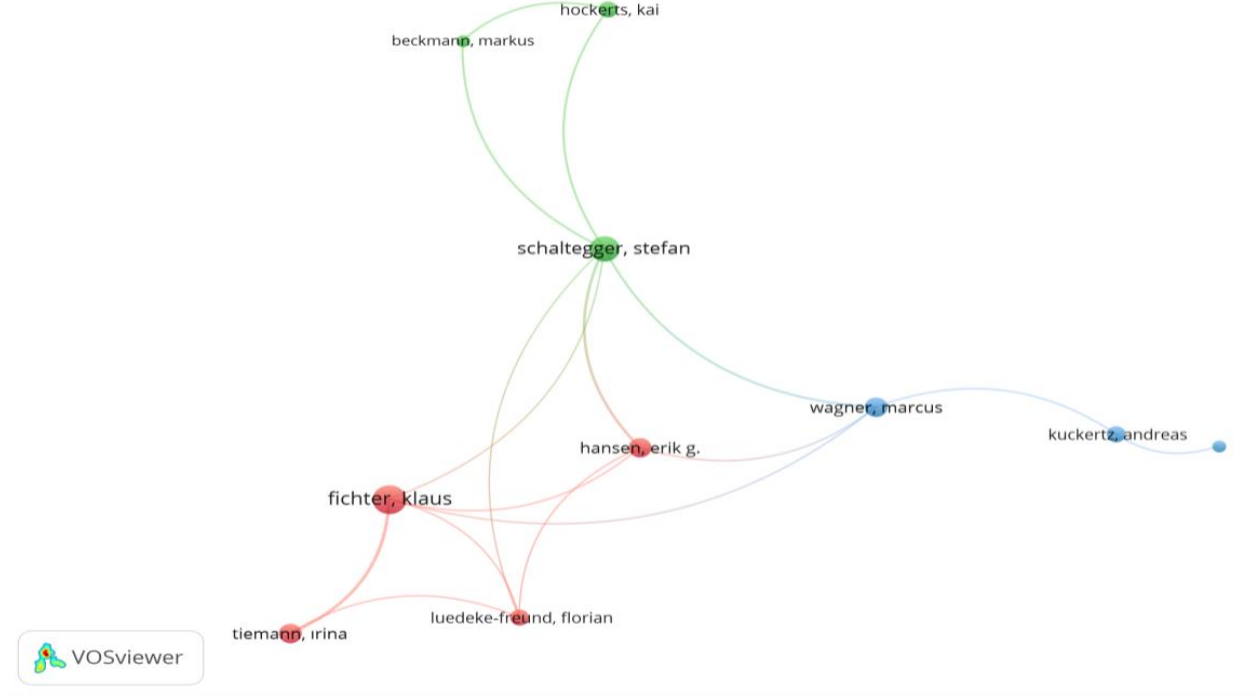 hockerts, kai
beckmann, markus
schaltegger, stefan
wagner, marcus
kuckertz, andreas
hansen, erik g.
fichter, klaus
luedeke-freund, florian
tiemann, ırina
VOSviewer